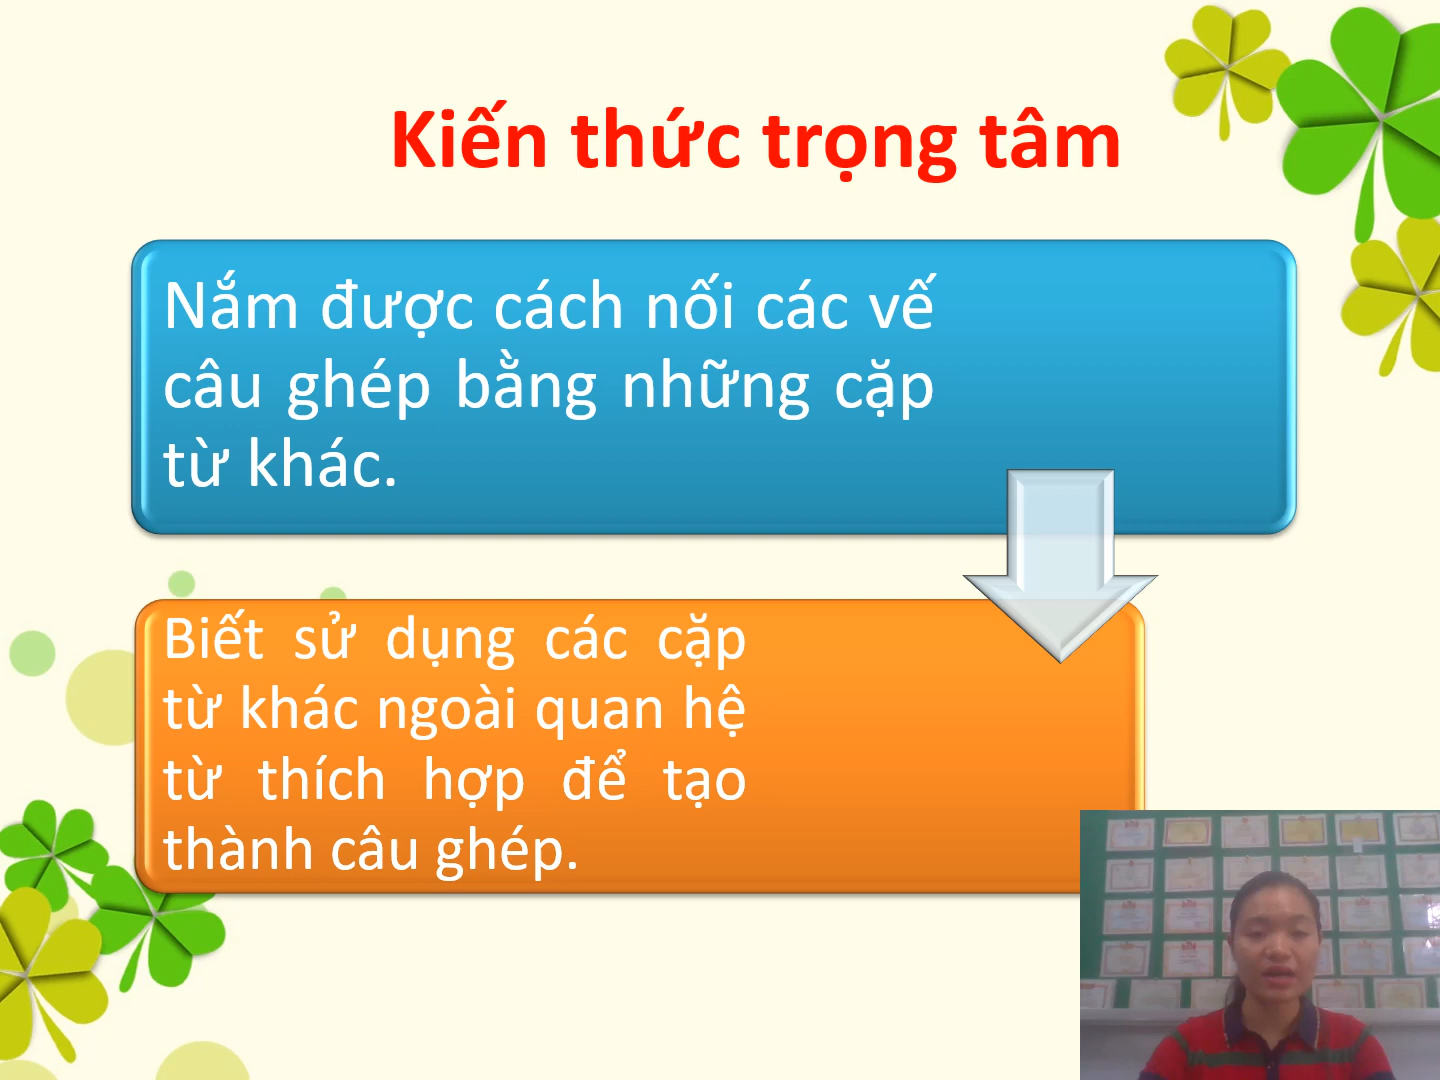 Kiến thức trọng tâm
Nắm được cách nối các vế
câu ghép bằng những cặp
từ khác.
Biết sử dụng các cặp
từ khác ngoài quan hệ
từ thích hợp để tạo
thành câu ghép.